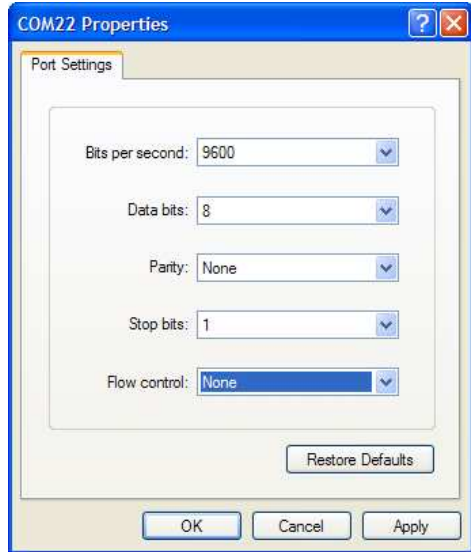 COM22 Properties
Port Settings
Bits per second: 9600
Data bits: 8
Parity: None
Stop bits: 1
Flow control: None
Restore Defaults
OK Cancel Apply